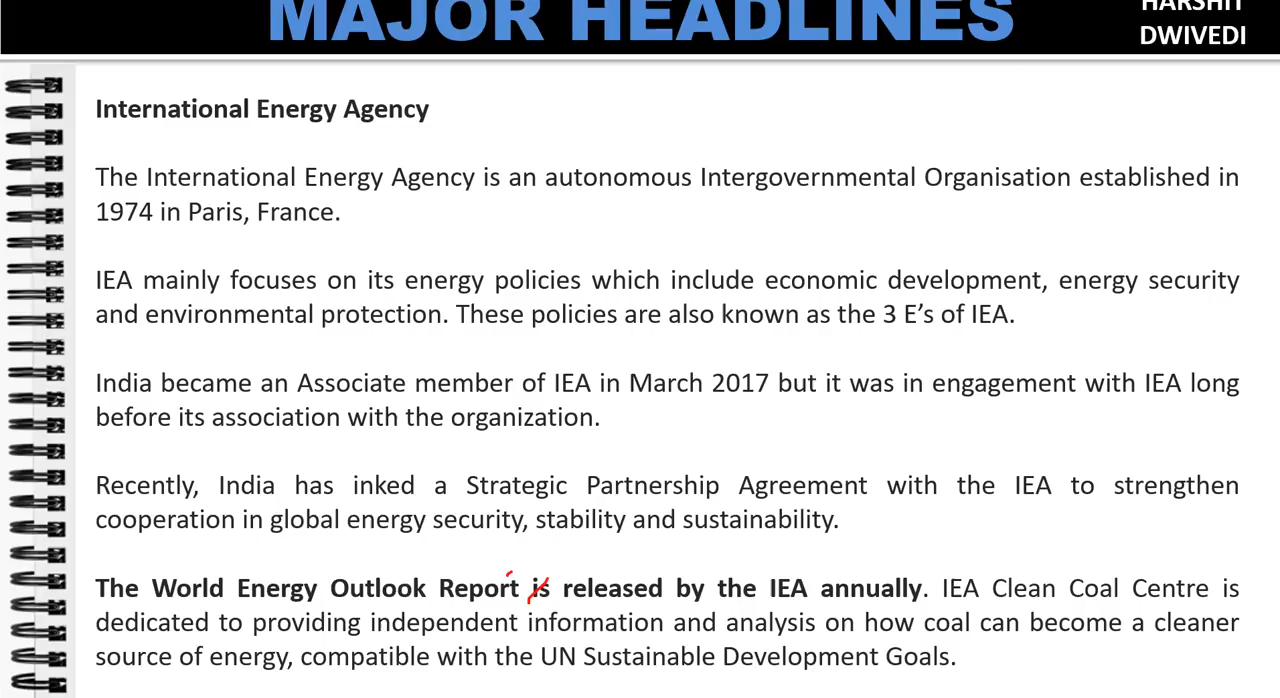 MAJOR HEADLINES
HARSHIT
DWIVEDI
International Energy Agency
The International Energy Agency is an autonomous Intergovernmental Organisation established in
1974 in Paris, France.
IEA mainly focuses on its energy policies which include economic development, energy security
and environmental protection. These policies are also known as the 3 E’s of IEA.
India became an Associate member of IEA in March 2017 but it was in engagement with IEA long
before its association with the organization.
Recently, India has inked a Strategic Partnership Agreement with the IEA to strengthen
cooperation in global energy security, stability and sustainability.
The World Energy Outlook Report is released by the IEA annually. IEA Clean Coal Centre is
dedicated to providing independent information and analysis on how coal can become a cleaner
source of energy, compatible with the UN Sustainable Development Goals.